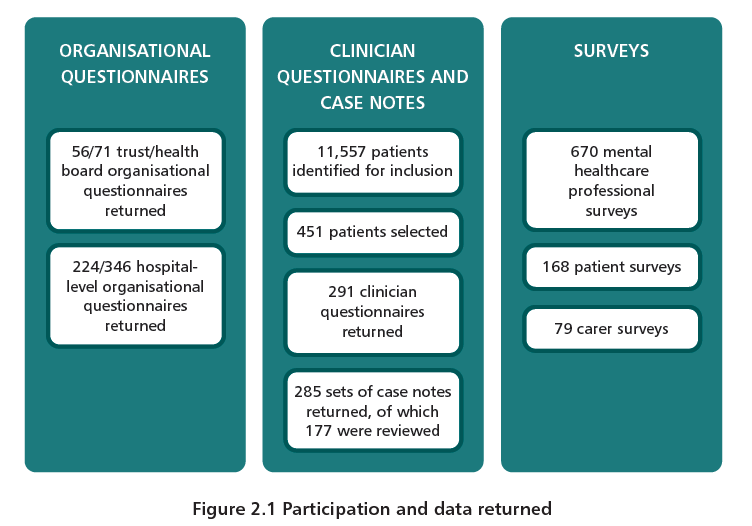 ORGANISATIONAL
QUESTIONNAIRES
56/71 trust/health
board organisational
questionnaires
returned
224/346 hospital-
level organisational
questionnaires
returned
CLINICIAN
QUESTIONNAIRES AND
CASE NOTES
11,557 patients
identified for inclusion
451 patients selected
291 clinician
questionnaires
returned
285 sets of case notes
returned, of which
177 were reviewed
SURVEYS
670 mental
healthcare
professional
surveys
168 patient surveys
79 carer surveys
Figure 2.1 Participation and data returned